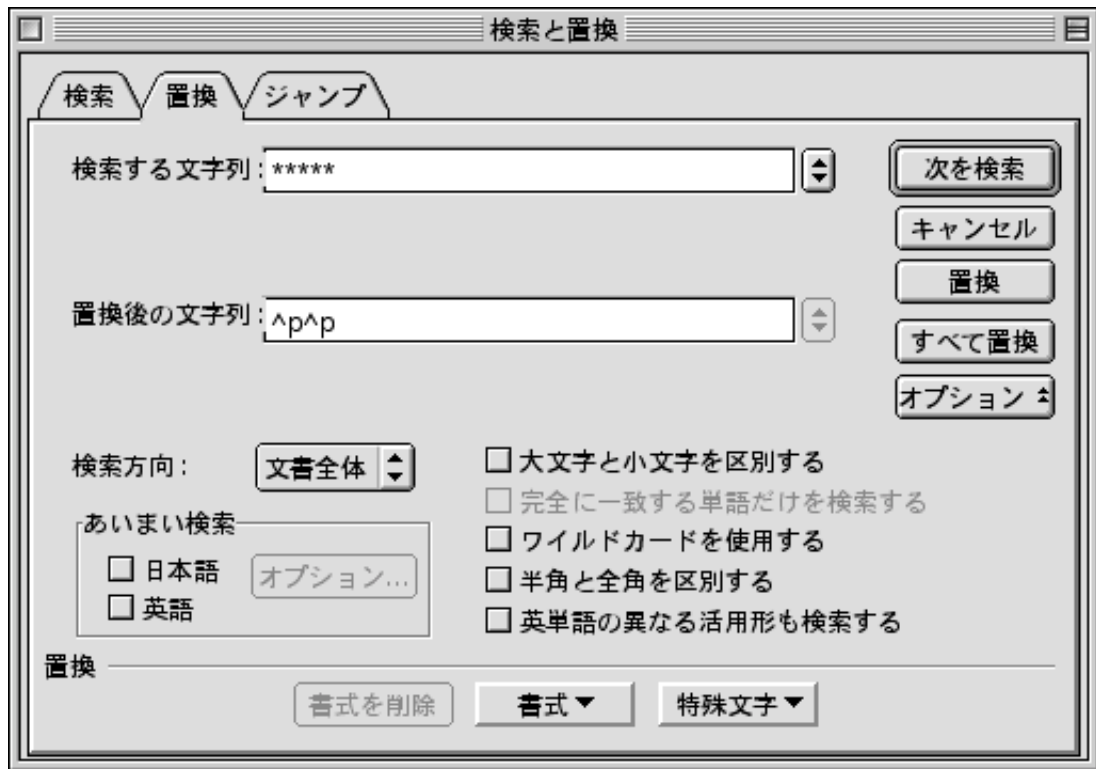 検索と置換
検索 置換 ジャンプ
検索する文字列: *****
次を検索
キャンセル
置換
置換後の文字列: ^p^p
すべて置換
オプション
検索方向: 文書全体
大文字と小文字を区別する
完全に一致する単語だけを検索する
あいまい検索
ワイルドカードを使用する
日本語 オプション...
半角と全角を区別する
英語
英単語の異なる活用形も検索する
置換
書式を削除 書式▼ 特殊文字▼